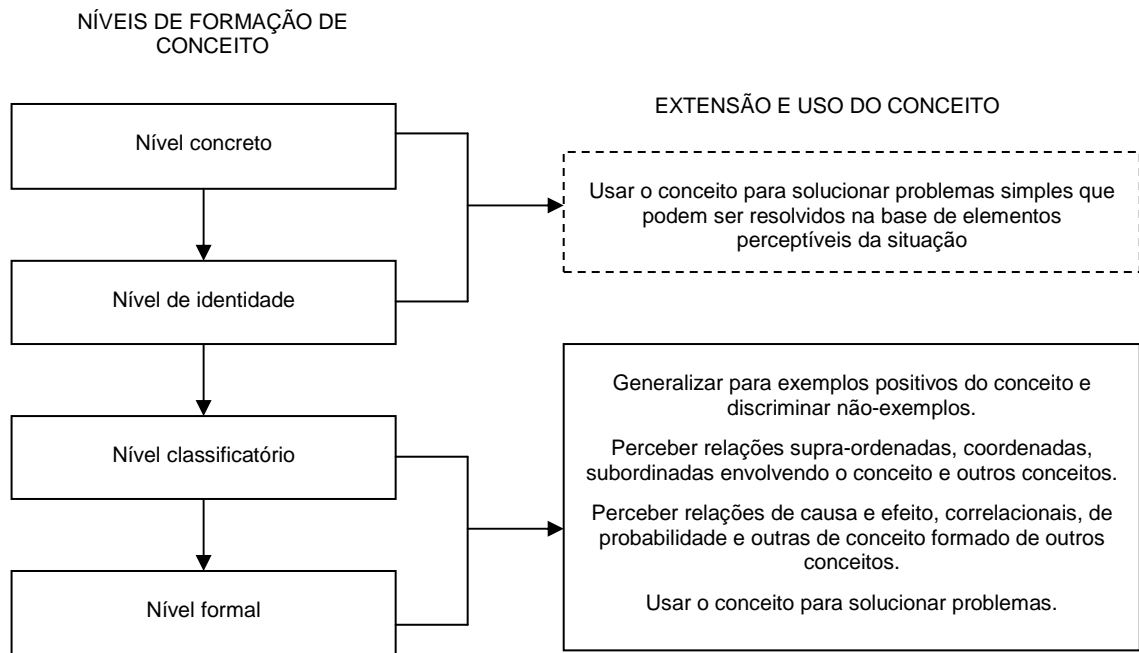 NÍVEIS DE FORMAÇÃO DE
CONCEITO
EXTENSÃO E USO DO CONCEITO
Nível concreto
Usar o conceito para solucionar problemas simples que
podem ser resolvidos na base de elementos
perceptíveis da situação
Nível de identidade
Nível classificatório
Generalizar para exemplos positivos do conceito e
discriminar não-exemplos.
Perceber relações supra-ordenadas, coordenadas,
subordinadas envolvendo o conceito e outros conceitos.
Perceber relações de causa e efeito, correlacionais, de
probabilidade e outras de conceito formado de outros
conceitos.
Usar o conceito para solucionar problemas.
Nível formal